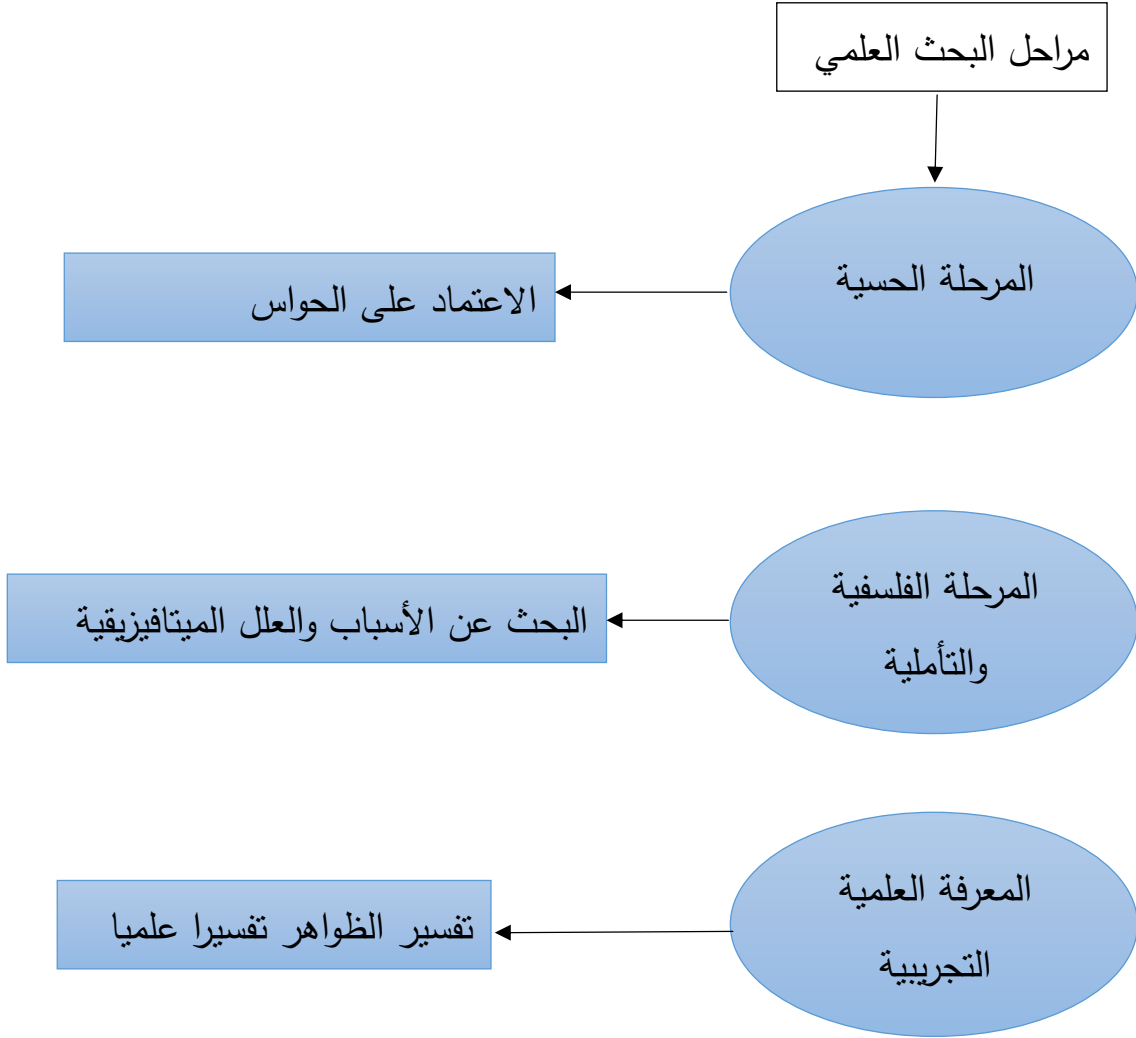 مراحل البحث العلمي
المرحلة الحسية
الاعتماد على الحواس
المرحلة الفلسفية
والتأملية
البحث عن الأسباب والعلل الميتافيزيقية
المعرفة العلمية
التجريبية
تفسير الظواهر تفسيرا علميا